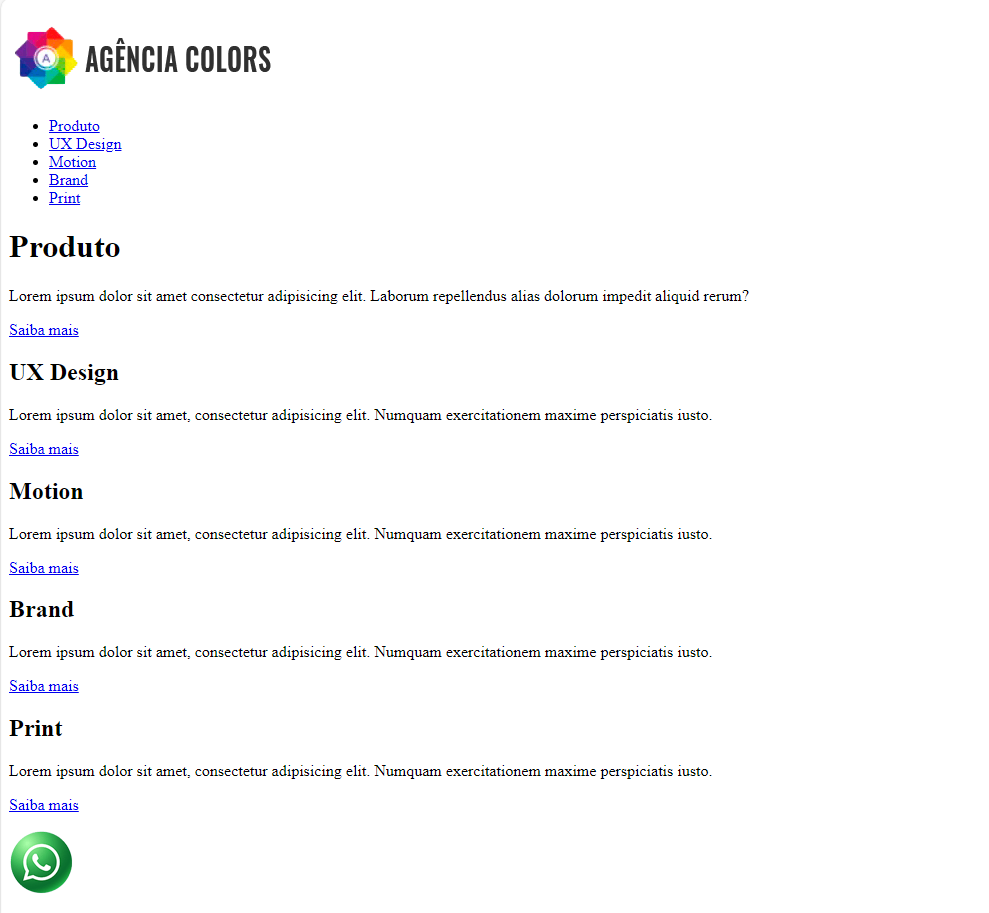 A
AGÊNCIA COLORS
Produto
UX Design
Motion
Brand
Print
Produto
Lorem ipsum dolor sit amet consectetur adipisicing elit. Laborum repellendus alias dolorum impedit aliquid rerum?
Saiba mais
UX Design
Lorem ipsum dolor sit amet, consectetur adipisicing elit. Numquam exercitationem maxime perspiciatis iusto.
Saiba mais
Motion
Lorem ipsum dolor sit amet, consectetur adipisicing elit. Numquam exercitationem maxime perspiciatis iusto.
Saiba mais
Brand
Lorem ipsum dolor sit amet, consectetur adipisicing elit. Numquam exercitationem maxime perspiciatis iusto.
Saiba mais
Print
Lorem ipsum dolor sit amet, consectetur adipisicing elit. Numquam exercitationem maxime perspiciatis iusto.
Saiba mais